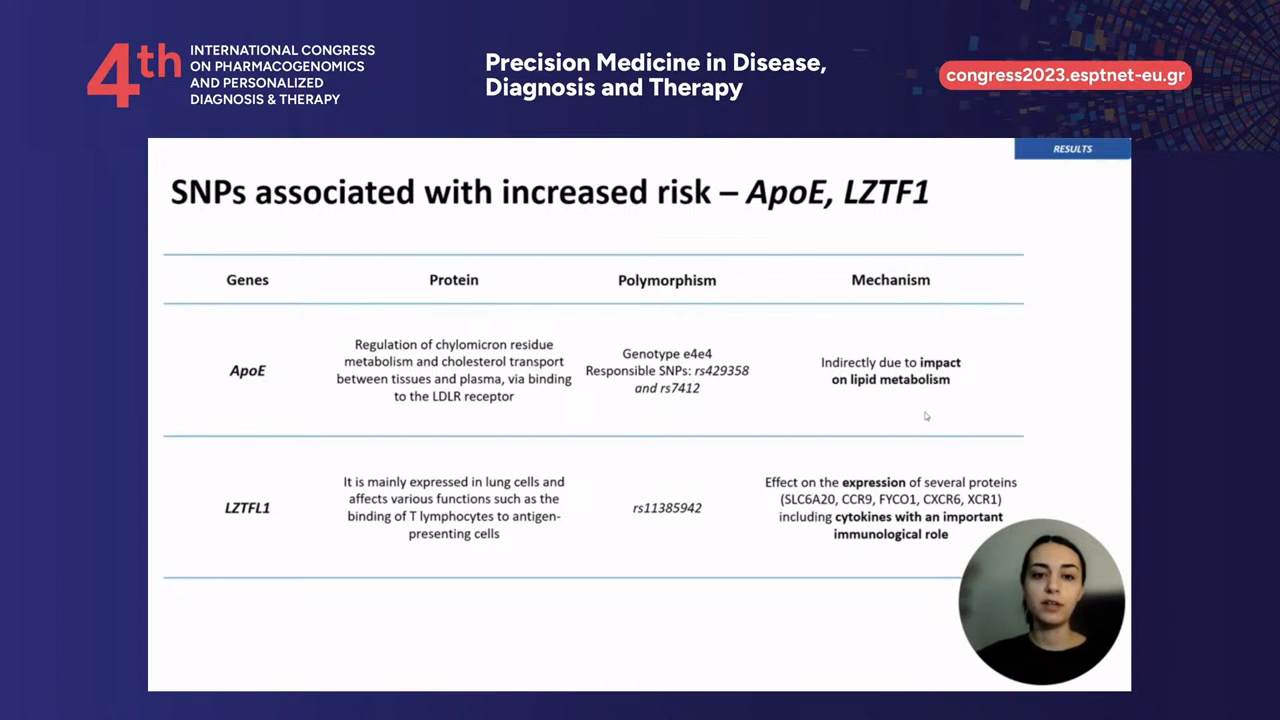 4th
INTERNATIONAL CONGRESS
ON PHARMACOGENOMICS
AND PERSONALIZED
DIAGNOSIS & THERAPY
Precision Medicine in Disease,
Diagnosis and Therapy
congress2023.esptnet-eu.gr
RESULTS
SNPs associated with increased risk – ApoE, LZTF1
Genes
Protein
Polymorphism
Mechanism
ApoE
Regulation of chylomicron residue
metabolism and cholesterol transport
between tissues and plasma, via binding
to the LDLR receptor
Genotype e4e4
Responsible SNPs: rs429358
and rs7412
Indirectly due to impact
on lipid metabolism
LZTFL1
It is mainly expressed in lung cells and
affects various functions such as the
binding of T lymphocytes to antigen-
presenting cells
rs11385942
Effect on the expression of several proteins
(SLC6A20, CCR9, FYCO1, CXCR6, XCR1)
including cytokines with an important
immunological role